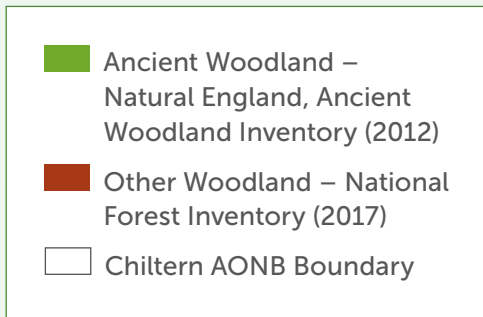 Ancient Woodland –
Natural England, Ancient
Woodland Inventory (2012)
Other Woodland – National
Forest Inventory (2017)
Chiltern AONB Boundary